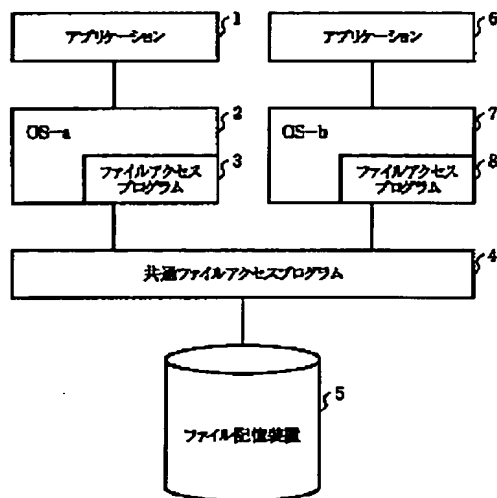 アプリケーション
1
アプリケーション
6
OS-a
2
ファイルアクセス
プログラム
3
OS-b
7
ファイルアクセス
プログラム
8
共通ファイルアクセスプログラム
4
ファイル記憶装置
5